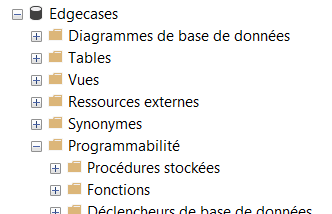 Edgecases
Diagrammes de base de données
Tables
Vues
Ressources externes
Synonymes
Programmabilité
Procédures stockées
Fonctions
Déclencheurs de base de données